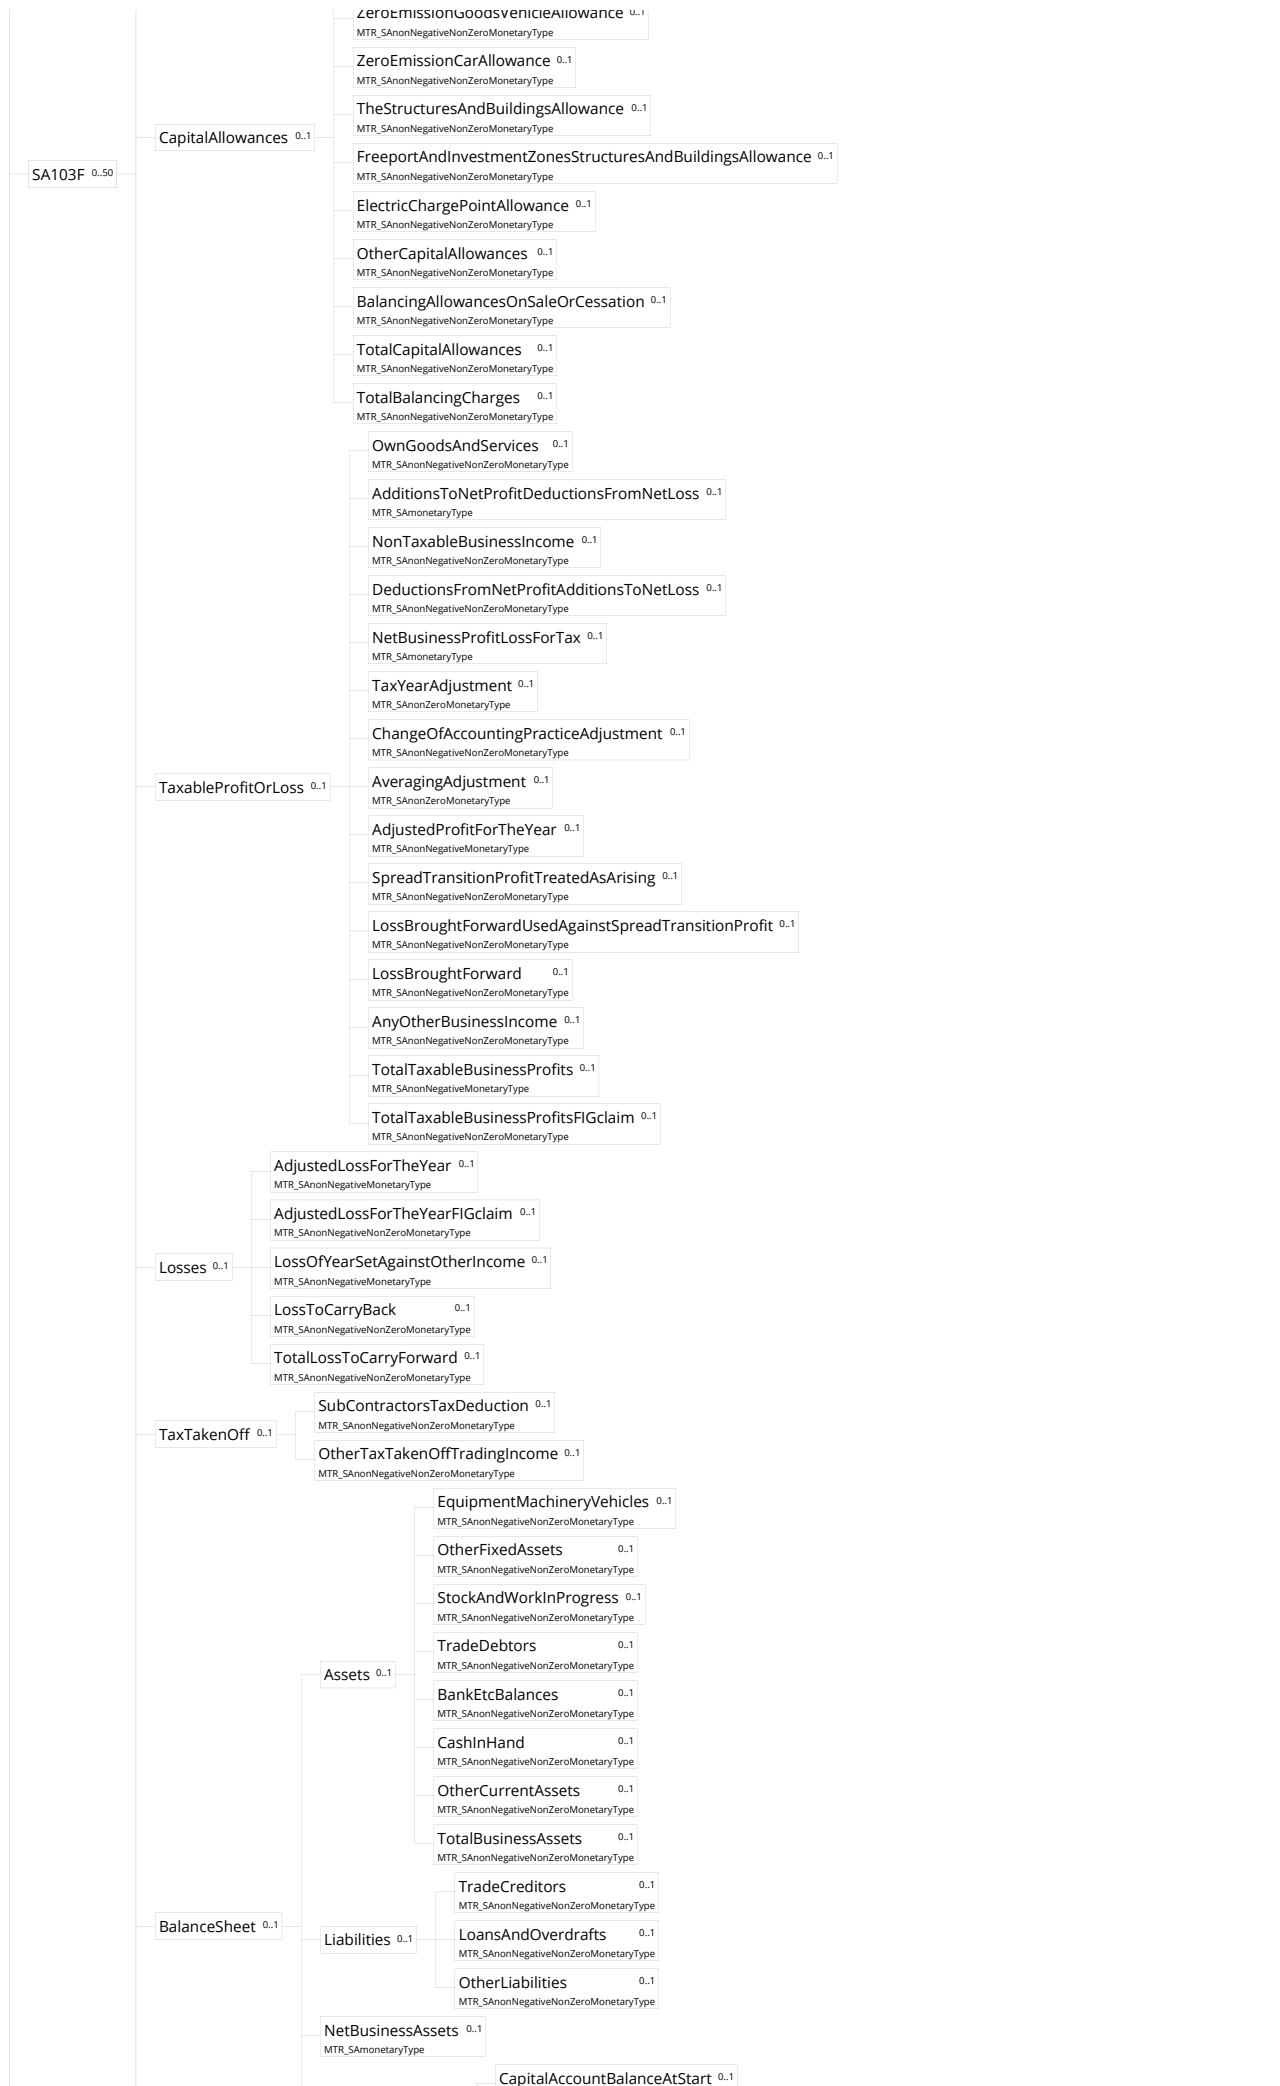 ZeroEmissionGoodsVehicleAllowance 0..1
MTR_SAnonNegativeNonZeroMonetaryType
ZeroEmissionCarAllowance 0..1
MTR_SAnonNegativeNonZeroMonetaryType
TheStructuresAndBuildingsAllowance 0..1
MTR_SAnonNegativeNonZeroMonetaryType
CapitalAllowances 0..1
FreeportAndInvestmentZonesStructuresAndBuildingsAllowance 0..1
MTR_SAnonNegativeNonZeroMonetaryType
SA103F 0..50
ElectricChargePointAllowance 0..1
MTR_SAnonNegativeNonZeroMonetaryType
OtherCapitalAllowances 0..1
MTR_SAnonNegativeNonZeroMonetaryType
BalancingAllowancesOnSaleOrCessation 0..1
MTR_SAnonNegativeNonZeroMonetaryType
TotalCapitalAllowances 0..1
MTR_SAnonNegativeNonZeroMonetaryType
TotalBalancingCharges 0..1
MTR_SAnonNegativeNonZeroMonetaryType
OwnGoodsAndServices 0..1
MTR_SAnonNegativeNonZeroMonetaryType
AdditionsToNetProfitDeductionsFromNetLoss 0..1
MTR_SAmonetaryType
NonTaxableBusinessIncome 0..1
MTR_SAnonNegativeNonZeroMonetaryType
DeductionsFromNetProfitAdditionsToNetLoss 0..1
MTR_SAnonNegativeNonZeroMonetaryType
NetBusinessProfitLossForTax 0..1
MTR_SAmonetaryType
TaxYearAdjustment 0..1
MTR_SAnonZeroMonetaryType
ChangeOfAccountingPracticeAdjustment 0..1
MTR_SAnonNegativeNonZeroMonetaryType
TaxableProfitOrLoss 0..1
AveragingAdjustment 0..1
MTR_SAnonZeroMonetaryType
AdjustedProfitForTheYear 0..1
MTR_SAnonNegativeMonetaryType
SpreadTransitionProfitTreatedAsArising 0..1
MTR_SAnonNegativeNonZeroMonetaryType
LossBroughtForwardUsedAgainstSpreadTransitionProfit 0..1
MTR_SAnonNegativeNonZeroMonetaryType
LossBroughtForward 0..1
MTR_SAnonNegativeNonZeroMonetaryType
AnyOtherBusinessIncome 0..1
MTR_SAnonNegativeNonZeroMonetaryType
TotalTaxableBusinessProfits 0..1
MTR_SAnonNegativeMonetaryType
TotalTaxableBusinessProfitsFIGclaim 0..1
MTR_SAnonNegativeNonZeroMonetaryType
AdjustedLossForTheYear 0..1
MTR_SAnonNegativeMonetaryType
AdjustedLossForTheYearFIGclaim 0..1
MTR_SAnonNegativeNonZeroMonetaryType
Losses 0..1
LossOfYearSetAgainstOtherIncome 0..1
MTR_SAnonNegativeMonetaryType
LossToCarryBack 0..1
MTR_SAnonNegativeNonZeroMonetaryType
TotalLossToCarryForward 0..1
MTR_SAnonNegativeNonZeroMonetaryType
SubContractorsTaxDeduction 0..1
MTR_SAnonNegativeNonZeroMonetaryType
TaxTakenOff 0..1
OtherTaxTakenOffTradingIncome 0..1
MTR_SAnonNegativeNonZeroMonetaryType
EquipmentMachineryVehicles 0..1
MTR_SAnonNegativeNonZeroMonetaryType
OtherFixedAssets 0..1
MTR_SAnonNegativeNonZeroMonetaryType
StockAndWorkInProgress 0..1
MTR_SAnonNegativeNonZeroMonetaryType
TradeDebtors 0..1
MTR_SAnonNegativeNonZeroMonetaryType
Assets 0..1
BankEtcBalances 0..1
MTR_SAnonNegativeNonZeroMonetaryType
CashInHand 0..1
MTR_SAnonNegativeNonZeroMonetaryType
OtherCurrentAssets 0..1
MTR_SAnonNegativeNonZeroMonetaryType
TotalBusinessAssets 0..1
MTR_SAnonNegativeNonZeroMonetaryType
TradeCreditors 0..1
MTR_SAnonNegativeNonZeroMonetaryType
BalanceSheet 0..1
Liabilities 0..1
LoansAndOverdrafts 0..1
MTR_SAnonNegativeNonZeroMonetaryType
OtherLiabilities 0..1
MTR_SAnonNegativeNonZeroMonetaryType
NetBusinessAssets 0..1
MTR_SAmonetaryType
CapitalAccountBalanceAtStart 0..1